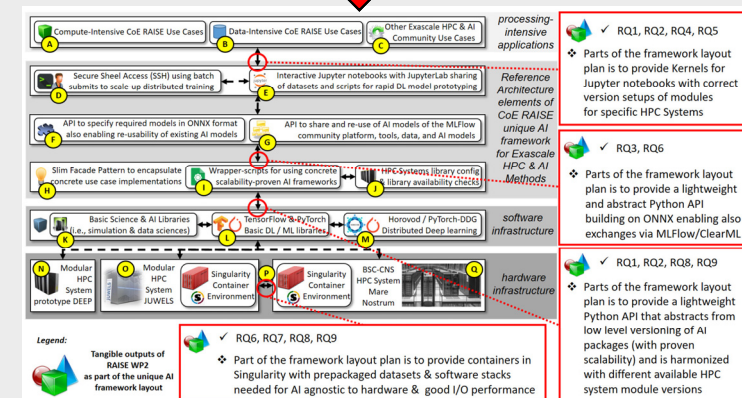 Compute-Intensive CoE RAISE Use Cases
A
Data-Intensive CoE RAISE Use Cases
B
Other Exascale HPC & AI
Community Use Cases
C
processing-
intensive
applications
Secure Sheel Access (SSH) using batch
submits to scale up distributed training
D
Interactive Jupyter notebooks with JupyterLab sharing
of datasets and scripts for rapid DL model prototyping
E
API to specify required models in ONNX format
also enabling re-usability of existing AI models
F
API to share and re-use of AI models of the MLFlow
community platform, tools, data, and AI models
G
Slim Facade Pattern to encapsulate
concrete use case implementations
H
Wrapper-scripts for using concrete
scalability-proven AI frameworks
I
HPC-Systems library config
& library availability checks
J
Reference
Architecture
elements of
CoE RAISE
unique AI
framework
for Exascale
HPC & AI
Methods
Basic Science & AI Libraries
(i.e., simulation & data sciences)
K
TensorFlow & PyTorch
Basic DL / ML libraries
L
Horovod / PyTorch-DDG
Distributed Deep learning
M
software
infrastructure
N
Modular
HPC
System
prototype DEEP
O
Modular
HPC
System
JUWELS
Singularity
Container
Environment
P
Singularity
Container
Environment
BSC-CNS
HPC System
Mare
Nostrum
Q
hardware
infrastructure
✓ RQ1, RQ2, RQ4, RQ5
❖ Parts of the framework layout
plan is to provide Kernels for
Jupyter notebooks with correct
version setups of modules
for specific HPC Systems
✓ RQ3, RQ6
❖ Parts of the framework layout
plan is to provide a lightweight
and abstract Python API
building on ONNX enabling also
exchanges via MLFlow/ClearML
✓ RQ1, RQ2, RQ8, RQ9
❖ Parts of the framework layout
plan is to provide a lightweight
Python API that abstracts from
low level versioning of AI
packages (with proven
scalability) and is harmonized
with different available HPC
system module versions
Legend:
Tangible outputs of
RAISE WP2
as part of the unique AI
framework layout
✓ RQ6, RQ7, RQ8, RQ9
❖ Part of the framework layout plan is to provide containers in
Singularity with prepackaged datasets & software stacks
needed for AI agnostic to hardware & good I/O performance